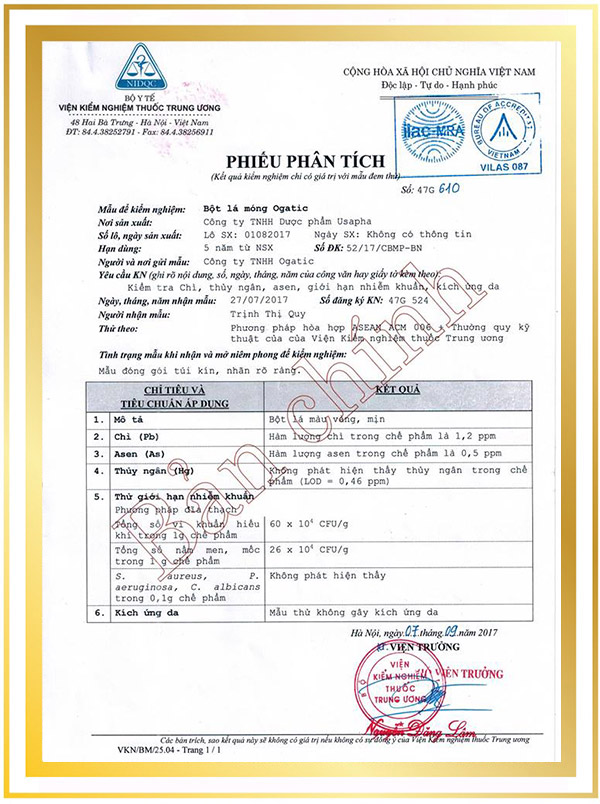 NIDQC
BỘ Y TẾ
VIỆN KIỂM NGHIỆM THUỐC TRUNG ƯƠNG
48 Hai Bà Trưng - Hà Nội - Việt Nam
ĐT: 84.4.38252791 - Fax: 84.4.38256911
CỘNG HÒA XÃ HỘI CHỦ NGHĨA VIỆT NAM
Độc lập - Tự do - Hạnh phúc
ilac-MRA
BUREAU OF ACCREDITATION
VIETNAM
VILAS 087
PHIẾU PHÂN TÍCH
(Kết quả kiểm nghiệm chỉ có giá trị với mẫu đem thử)
Số: 47G 610
Mẫu để kiểm nghiệm: Bột lá móng Ogatic
Nơi sản xuất: Công ty TNHH Dược phẩm Usapha
Số lô, ngày sản xuất: Lô SX: 01082017 Ngày SX: Không có thông tin
Hạn dùng: 5 năm từ NSX Số ĐK: 52/17/CBMP-BN
Người và nơi gửi mẫu: Công ty TNHH Ogatic
Yêu cầu KN (ghi rõ nội dung, số, ngày, tháng, năm của công văn hay giấy tờ kèm theo):
Kiểm tra Chì, thủy ngân, asen, giới hạn nhiễm khuẩn, kích ứng da
Ngày, tháng, năm nhận mẫu: 27/07/2017 Số đăng ký KN: 47G 524
Người nhận mẫu: Trịnh Thị Quy
Thử theo: Phương pháp hòa hợp ASEAN ACM 006 + Thường quy kỹ
thuật của của Viện Kiểm nghiệm thuốc Trung ương
Tình trạng mẫu khi nhận và mở niêm phong để kiểm nghiệm:
Mẫu đóng gói túi kín, nhãn rõ ràng.
CHỈ TIÊU VÀ
TIÊU CHUẨN ÁP DỤNG
KẾT QUẢ
1. Mô tả Bột lá màu vàng, mịn
2. Chì (Pb) Hàm lượng chì trong chế phẩm là 1,2 ppm
3. Asen (As) Hàm lượng asen trong chế phẩm là 0,5 ppm
4. Thủy ngân (Hg) Không phát hiện thấy thủy ngân trong chế
phẩm (LOD = 0,46 ppm)
5. Thử giới hạn nhiễm khuẩn
Phương pháp đĩa thạch
Tổng số vi khuẩn hiếu 60 x 10⁴ CFU/g
khí trong 1g chế phẩm
Tổng số nấm men, mốc 26 x 10⁴ CFU/g
trong 1 g chế phẩm
S. aureus, P. Không phát hiện thấy
aeruginosa, C. albicans
trong 0,1g chế phẩm
6. Kích ứng da Mẫu thử không gây kích ứng da
Bản chính
Hà Nội, ngày 07 tháng 09 năm 2017
KT. VIỆN TRƯỞNG
PHÓ VIỆN TRƯỞNG
VIỆN
KIỂM NGHIỆM
THUỐC
TRUNG ƯƠNG
Nguyễn Đăng Lâm
Các bản trích, sao kết quả này sẽ không có giá trị nếu không có sự đồng ý của Viện Kiểm nghiệm thuốc Trung ương
VKN/BM/25.04 - Trang 1 / 1